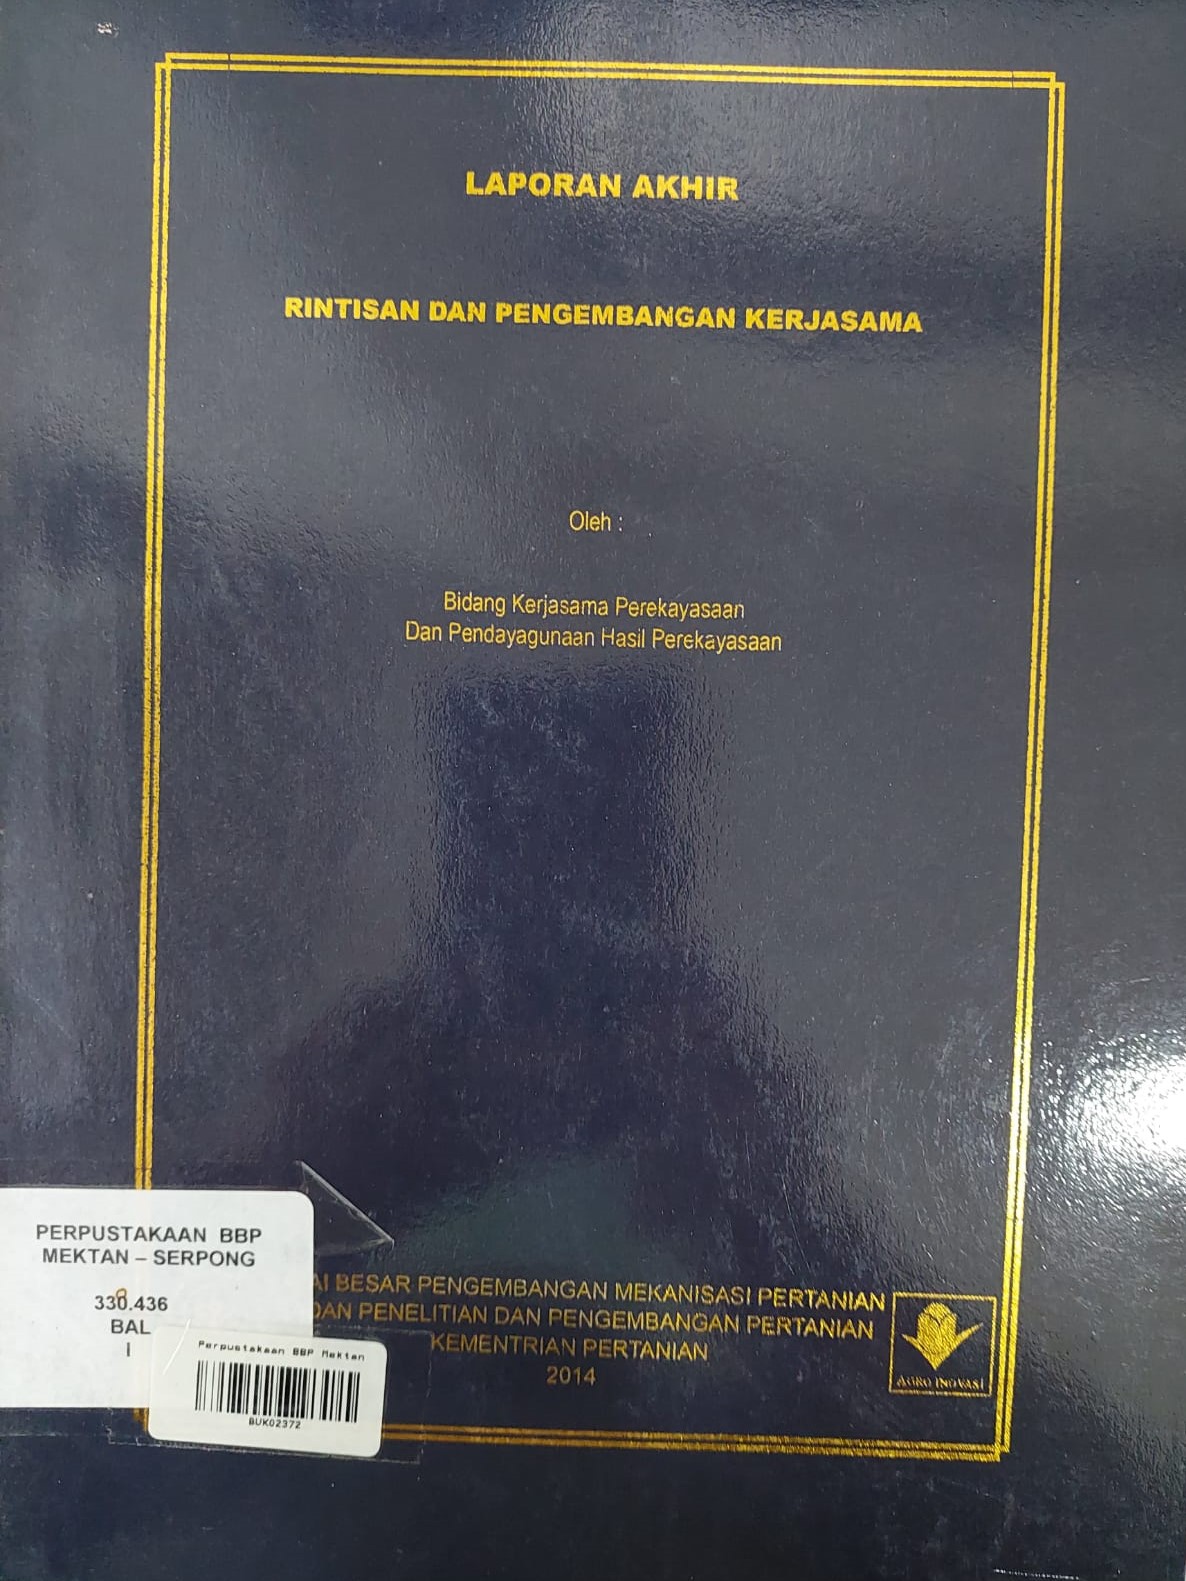 LAPORAN AKHIR
RINTISAN DAN PENGEMBANGAN KERJASAMA
Oleh :
Bidang Kerjasama Perekayasaan
Dan Pendayagunaan Hasil Perekayasaan
AI BESAR PENGEMBANGAN MEKANISASI PERTANIAN
DAN PENELITIAN DAN PENGEMBANGAN PERTANIAN
KEMENTRIAN PERTANIAN
2014
AGRO INOVASI
PERPUSTAKAAN BBP
MEKTAN – SERPONG
330.436
BAL
l
Perpustakaan BBP Mektan
BUK02372